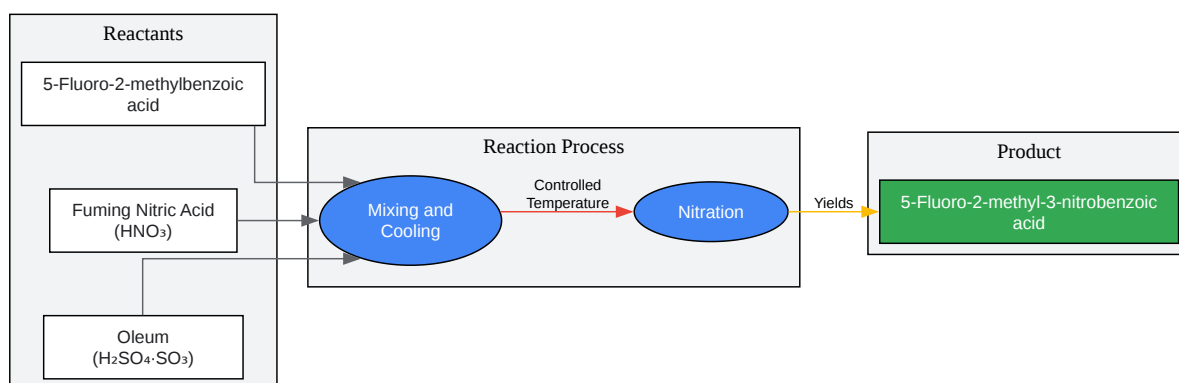 Reactants
5-Fluoro-2-methylbenzoic
acid
Fuming Nitric Acid
(HNO₃)
Oleum
(H₂SO₄·SO₃)
Reaction Process
Mixing and
Cooling
Controlled
Temperature
Nitration
Yields
Product
5-Fluoro-2-methyl-3-nitrobenzoic
acid